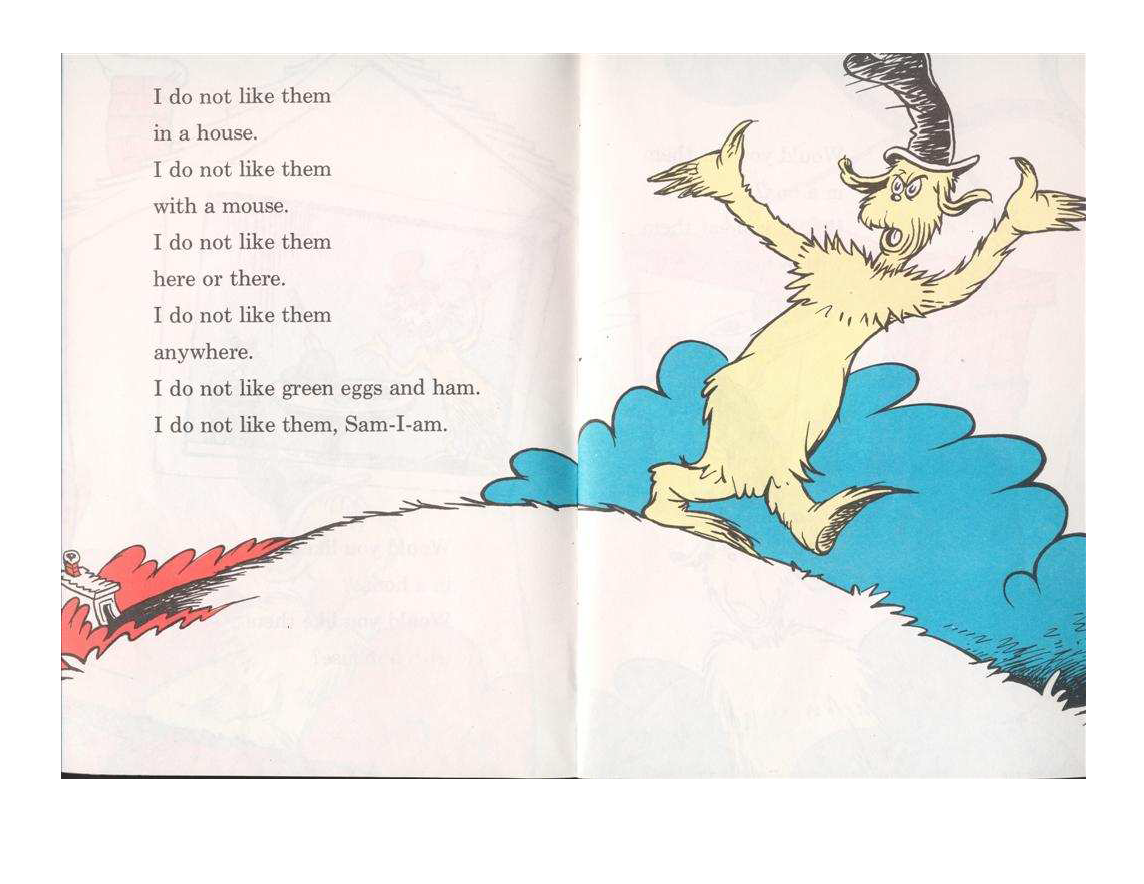 I do not like them
in a house.
I do not like them
with a mouse.
I do not like them
here or there.
I do not like them
anywhere.
I do not like green eggs and ham.
I do not like them, Sam-I-am.